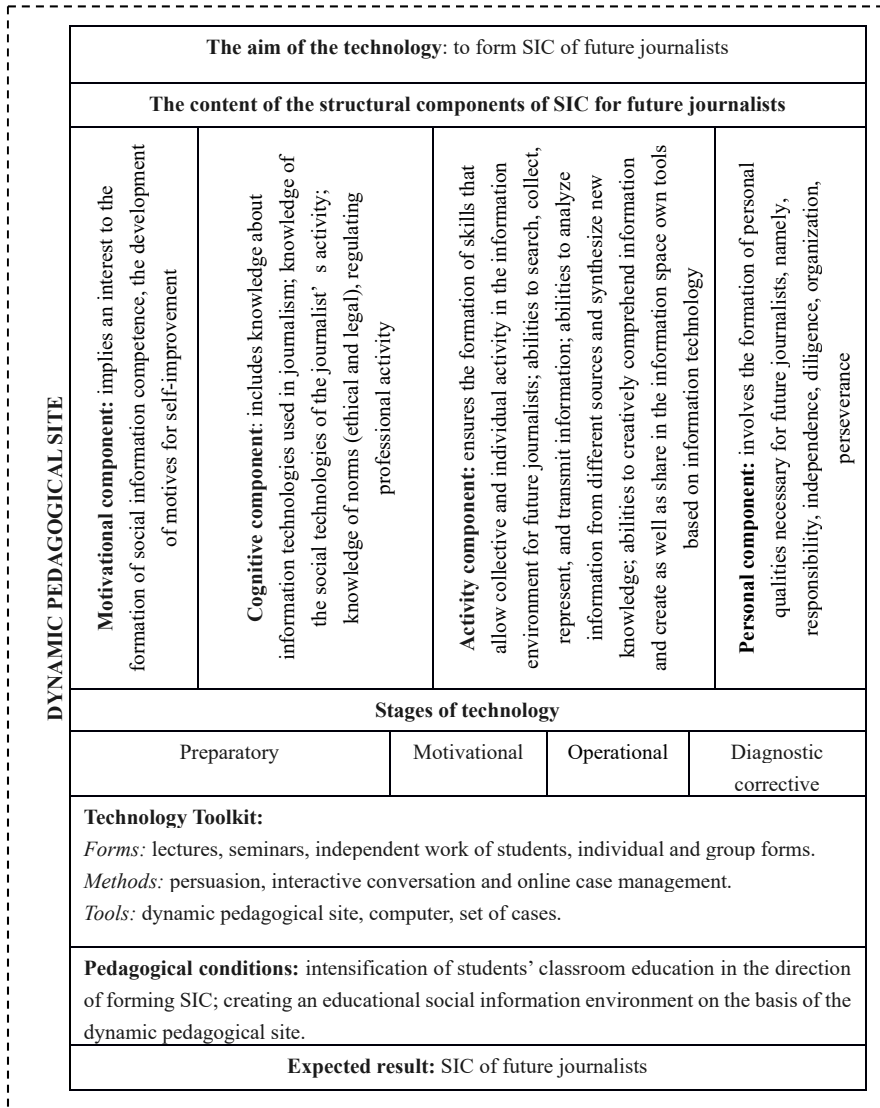 DYNAMIC PEDAGOGICAL SITE
The aim of the technology: to form SIC of future journalists
The content of the structural components of SIC for future journalists
Motivational component: implies an interest to the
formation of social information competence, the development
of motives for self-improvement
Cognitive component: includes knowledge about
information technologies used in journalism; knowledge of
the social technologies of the journalist’ s activity;
knowledge of norms (ethical and legal), regulating
professional activity
Activity component: ensures the formation of skills that
allow collective and individual activity in the information
environment for future journalists; abilities to search, collect,
represent, and transmit information; abilities to analyze
information from different sources and synthesize new
knowledge; abilities to creatively comprehend information
and create as well as share in the information space own tools
based on information technology
Personal component: involves the formation of personal
qualities necessary for future journalists, namely,
responsibility, independence, diligence, organization,
perseverance
Stages of technology
Preparatory
Motivational
Operational
Diagnostic
corrective
Technology Toolkit:
Forms: lectures, seminars, independent work of students, individual and group forms.
Methods: persuasion, interactive conversation and online case management.
Tools: dynamic pedagogical site, computer, set of cases.
Pedagogical conditions: intensification of students’ classroom education in the direction
of forming SIC; creating an educational social information environment on the basis of the
dynamic pedagogical site.
Expected result: SIC of future journalists